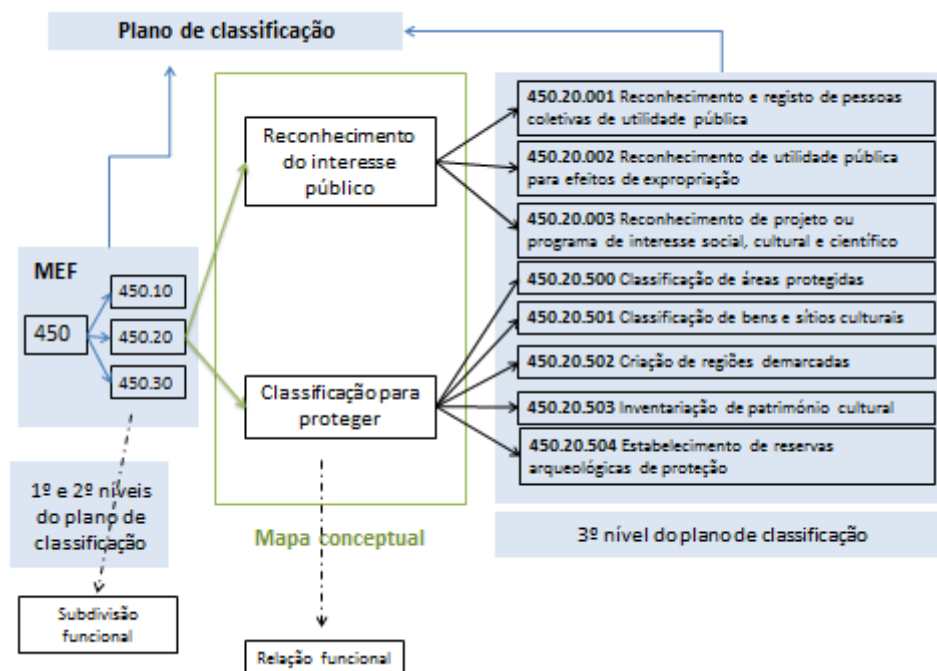 Plano de classificação
MEF
450
450.10
450.20
450.30
1º e 2º níveis
do plano de
classificação
Subdivisão
funcional
Reconhecimento
do interesse
público
Classificação para
proteger
Mapa conceptual
Relação funcional
450.20.001 Reconhecimento e registo de pessoas
coletivas de utilidade pública
450.20.002 Reconhecimento de utilidade pública
para efeitos de expropriação
450.20.003 Reconhecimento de projeto ou
programa de interesse social, cultural e científico
450.20.500 Classificação de áreas protegidas
450.20.501 Classificação de bens e sítios culturais
450.20.502 Criação de regiões demarcadas
450.20.503 Inventariação de património cultural
450.20.504 Estabelecimento de reservas
arqueológicas de proteção
3º nível do plano de classificação